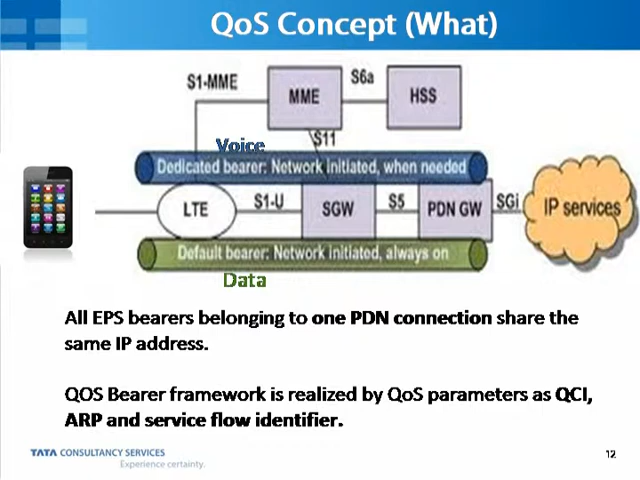 QoS Concept (What)
S1-MME
MME
S6a
HSS
S11
Voice
Dedicated bearer: Network initiated, when needed
LTE
S1-U
SGW
S5
PDN GW
SGi
IP services
Default bearer: Network initiated, always on
Data
All EPS bearers belonging to one PDN connection share the
same IP address.
QOS Bearer framework is realized by QoS parameters as QCI,
ARP and service flow identifier.
TATA CONSULTANCY SERVICES
Experience certainty.
12